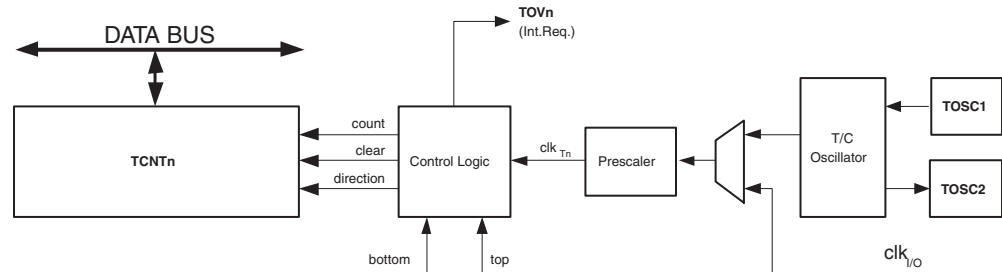 TOVn
(Int.Req.)
DATA BUS
TCNTn
count
clear
direction
Control Logic
clk Tn
Prescaler
T/C
Oscillator
TOSC1
TOSC2
bottom
top
clk I/O